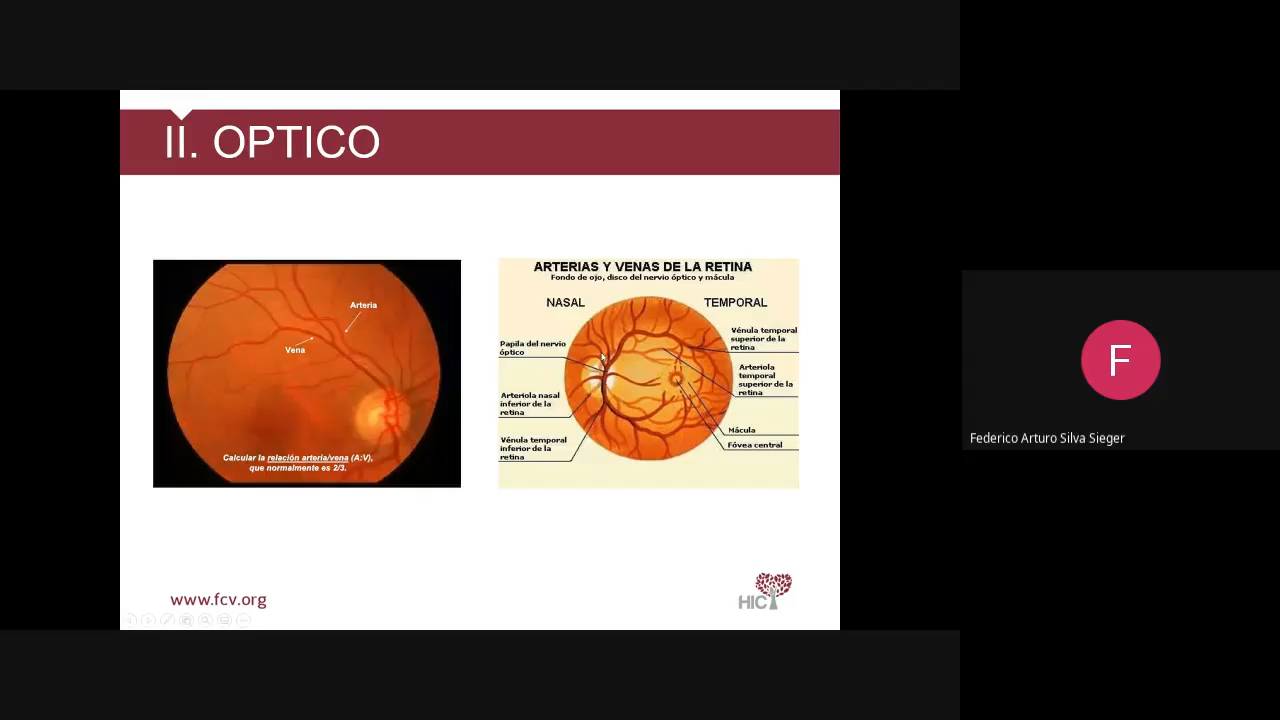 II. OPTICO
Arteria
Vena
Calcular la relación arteria/vena (A:V),
que normalmente es 2/3.
ARTERIAS Y VENAS DE LA RETINA
Fondo de ojo, disco del nervio óptico y mácula
NASAL
TEMPORAL
Papila del nervio
óptico
Arteriola nasal
inferior de la
retina
Vénula temporal
inferior de la
retina
Vénula temporal
superior de la
retina
Arteriola
temporal
superior de la
retina
Mácula
Fóvea central
www.fcv.org
HIC
F
Federico Arturo Silva Sieger